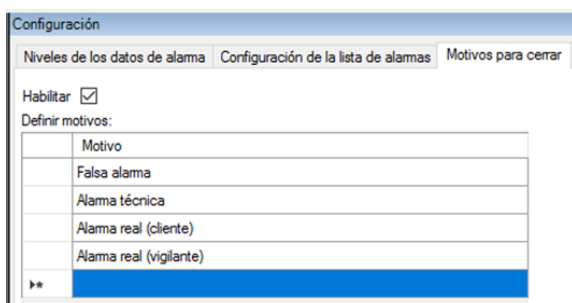 Configuración
Niveles de los datos de alarma Configuración de la lista de alarmas Motivos para cerrar
Habilitar
Definir motivos:
Motivo
Falsa alarma
Alarma técnica
Alarma real (cliente)
Alarma real (vigilante)